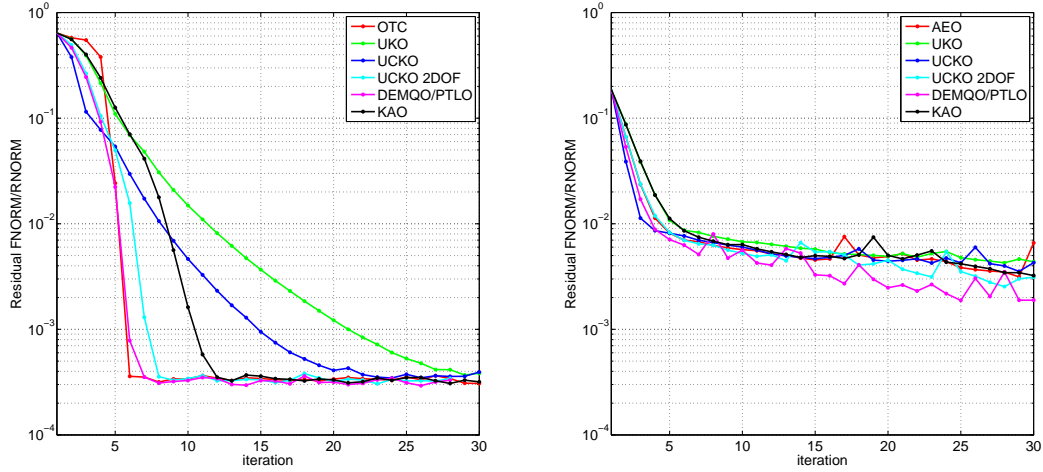 10^0
10^-1
10^-2
10^-3
10^-4
Residual FNORM/RNORM
5 10 15 20 25 30
iteration
OTC
UKO
UCKO
UCKO 2DOF
DEMQO/PTLO
KAO
10^0
10^-1
10^-2
10^-3
10^-4
Residual FNORM/RNORM
5 10 15 20 25 30
iteration
AEO
UKO
UCKO
UCKO 2DOF
DEMQO/PTLO
KAO